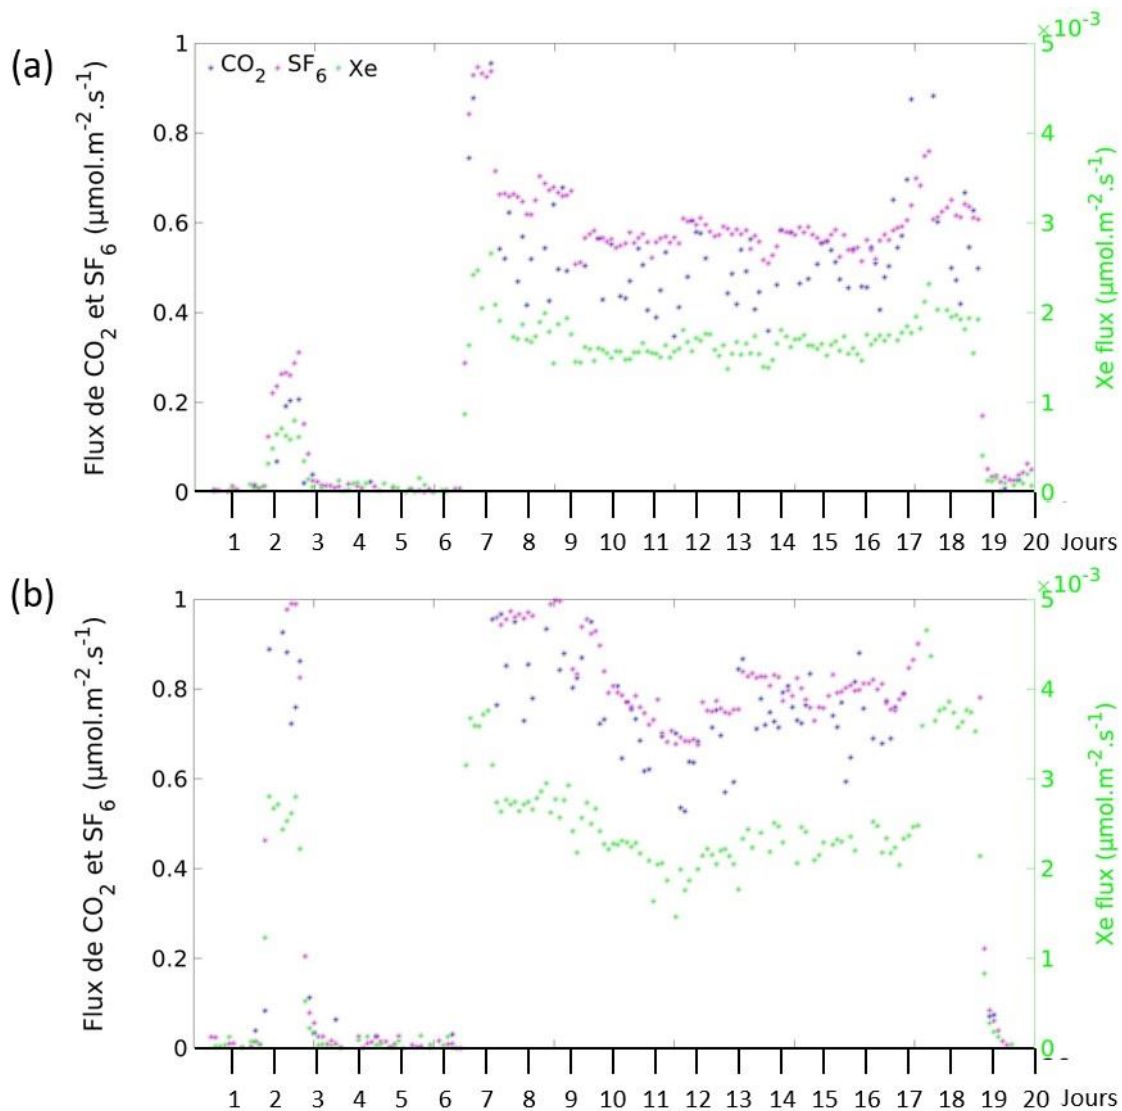 ×10⁻³
(a)
CO₂ SF₆ Xe
Flux de CO₂ et SF₆ (µmol.m⁻².s⁻¹)
1
0.8
0.6
0.4
0.2
0
5
4
3
2
1
0
Xe flux (µmol.m⁻².s⁻¹)
1 2 3 4 5 6 7 8 9 10 11 12 13 14 15 16 17 18 19 20 Jours
(b)
×10⁻³
Flux de CO₂ et SF₆ (µmol.m⁻².s⁻¹)
1
0.8
0.6
0.4
0.2
0
5
4
3
2
1
0
Xe flux (µmol.m⁻².s⁻¹)
1 2 3 4 5 6 7 8 9 10 11 12 13 14 15 16 17 18 19 20 Jours